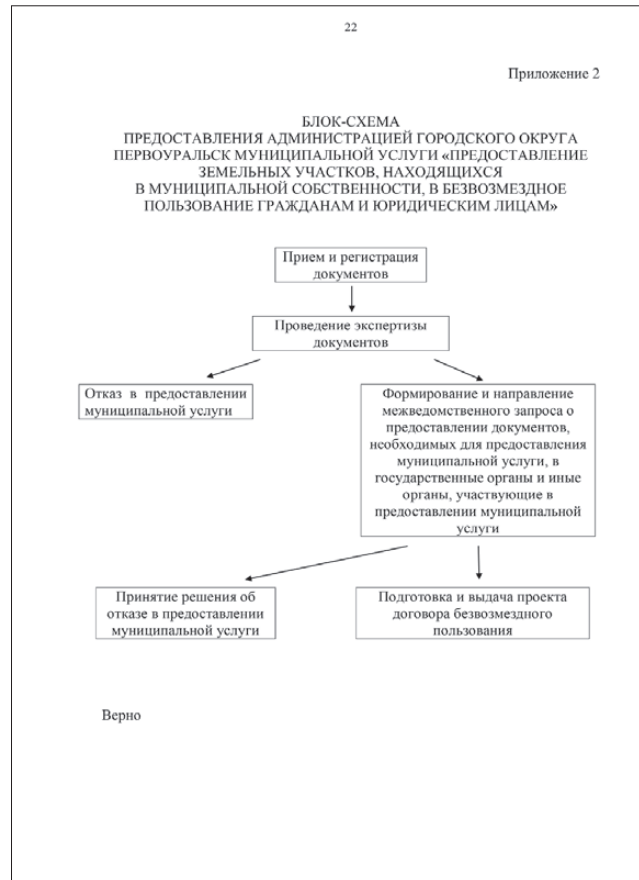 22
Приложение 2
БЛОК-СХЕМА
ПРЕДОСТАВЛЕНИЯ АДМИНИСТРАЦИЕЙ ГОРОДСКОГО ОКРУГА
ПЕРВОУРАЛЬСК МУНИЦИПАЛЬНОЙ УСЛУГИ «ПРЕДОСТАВЛЕНИЕ
ЗЕМЕЛЬНЫХ УЧАСТКОВ, НАХОДЯЩИХСЯ
В МУНИЦИПАЛЬНОЙ СОБСТВЕННОСТИ, В БЕЗВОЗМЕЗДНОЕ
ПОЛЬЗОВАНИЕ ГРАЖДАНАМ И ЮРИДИЧЕСКИМ ЛИЦАМ»
Прием и регистрация
документов
Проведение экспертизы
документов
Отказ в предоставлении
муниципальной услуги
Формирование и направление
межведомственного запроса о
предоставлении документов,
необходимых для предоставления
муниципальной услуги, в
государственные органы и иные
органы, участвующие в
предоставлении муниципальной
услуги
Принятие решения об
отказе в предоставлении
муниципальной услуги
Подготовка и выдача проекта
договора безвозмездного
пользования
Верно